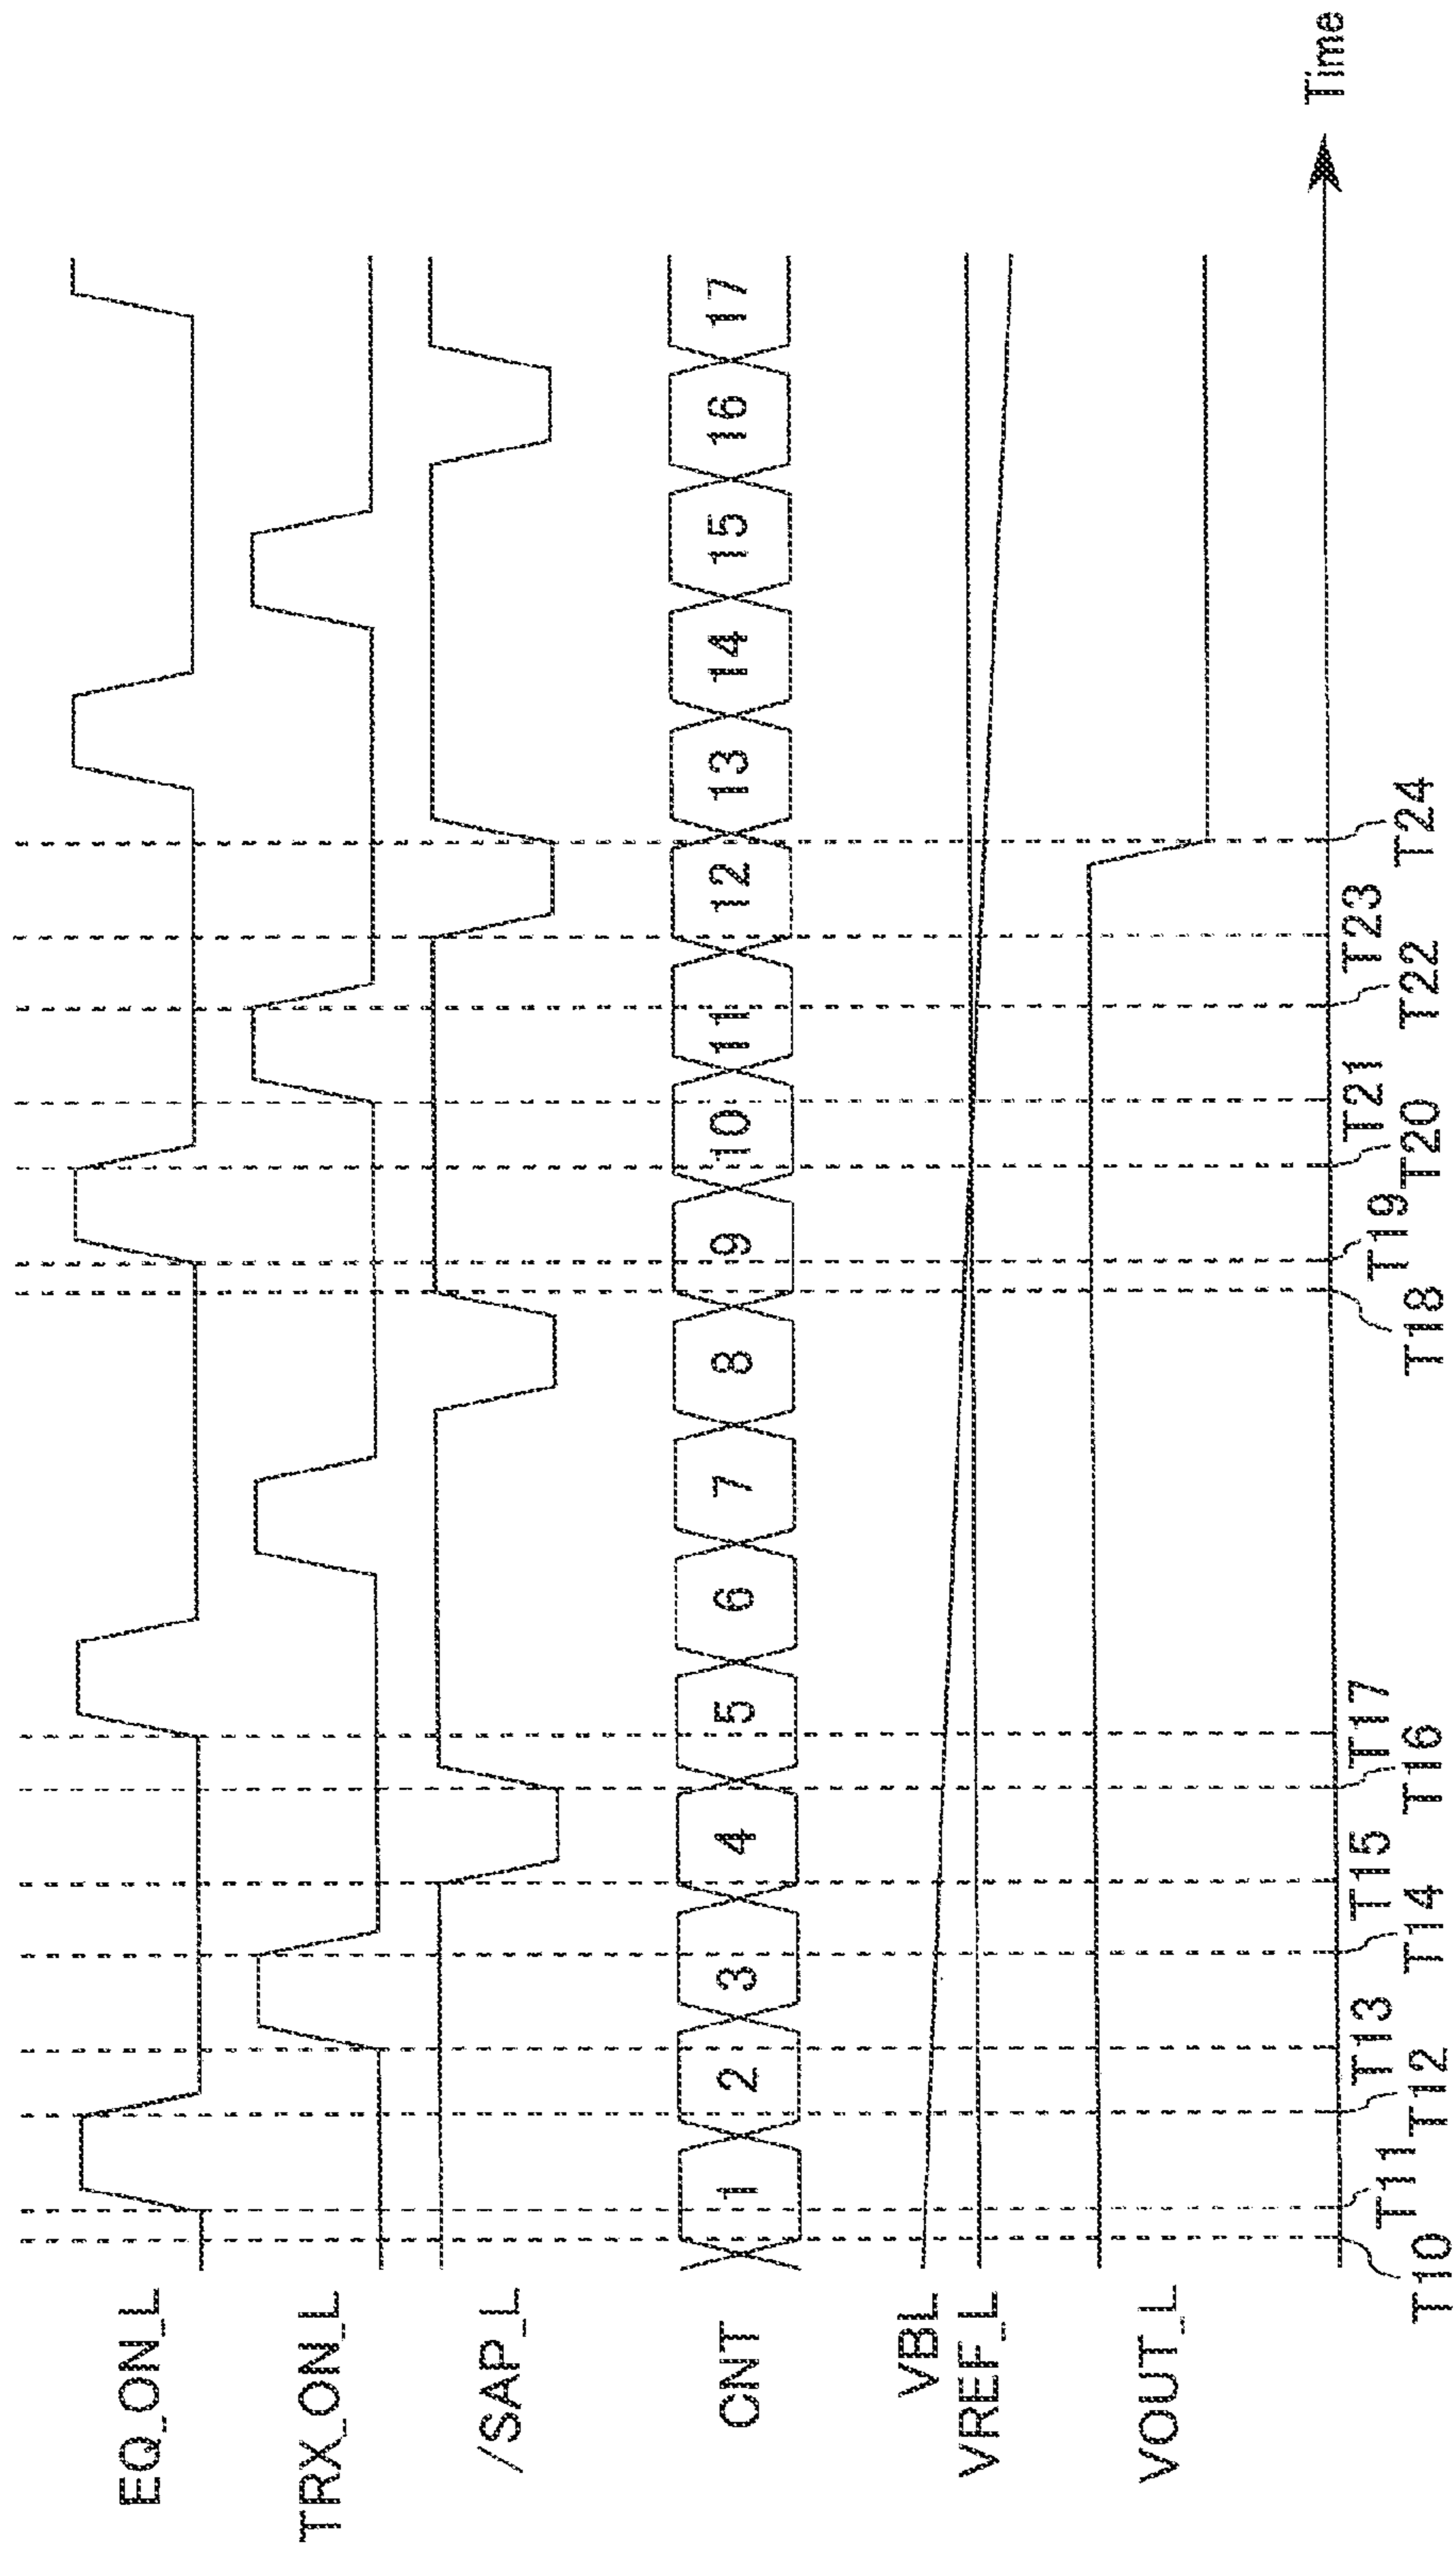 EQ_ON_L
TRX_ON_L
/SAP_L
CNT
1 2 3 4 5 6 7 8 9 10 11 12 13 14 15 16 17
VBL
VREF_L
VOUT_L
Time
T10 T11 T12 T13 T14 T15 T16 T17 T18 T19 T20 T21 T22 T23 T24